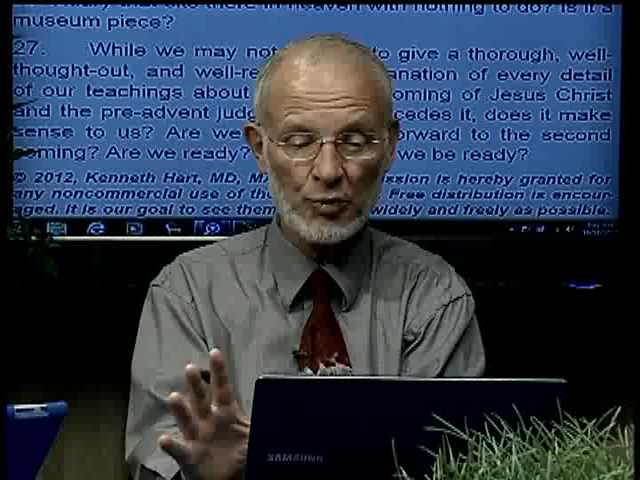 museum piece?
27. While we may not to give a thorough, well-
thought-out, and well-re anation of every detail
of our teachings about oming of Jesus Christ
and the pre-advent judg cedes it, does it make
sense to us? Are we orward to the second
oming? Are we ready? we be ready?
© 2012, Kenneth Hart, MD, M ission is hereby granted for
any noncommercial use of the Free distribution is encour-
aged. It is our goal to see them widely and freely as possible.
SAMSUNG